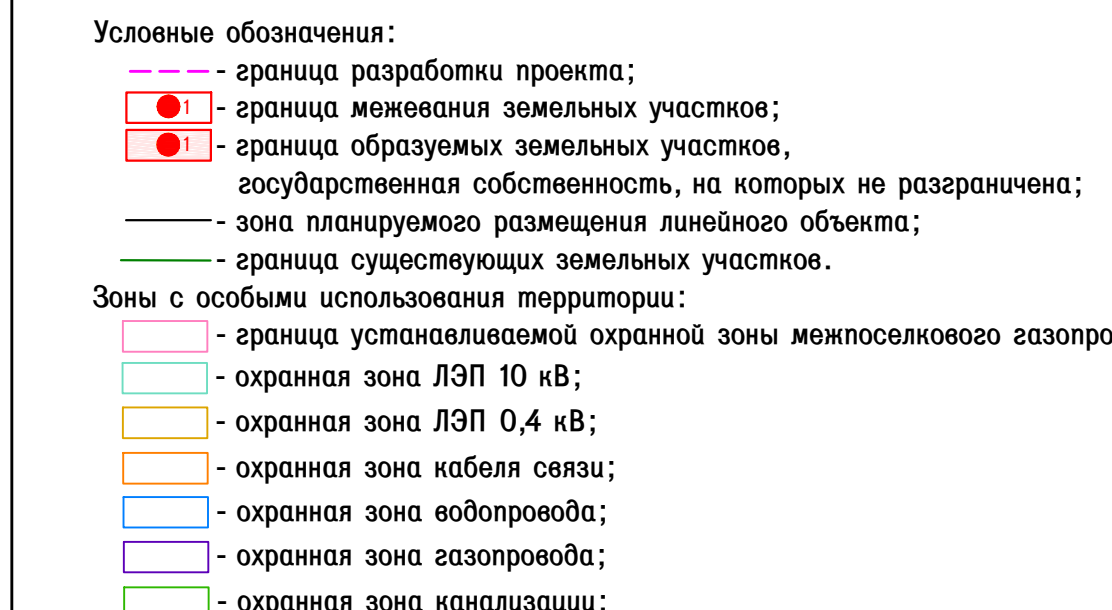 Условные обозначения:
- граница разработки проекта;
1 - граница межевания земельных участков;
1 - граница образуемых земельных участков,
государственная собственность, на которых не разграничена;
- зона планируемого размещения линейного объекта;
- граница существующих земельных участков.
Зоны с особыми использования территории:
- граница устанавливаемой охранной зоны межпоселкового газопро
- охранная зона ЛЭП 10 кВ;
- охранная зона ЛЭП 0,4 кВ;
- охранная зона кабеля связи;
- охранная зона водопровода;
- охранная зона газопровода;
- охранная зона канализации;